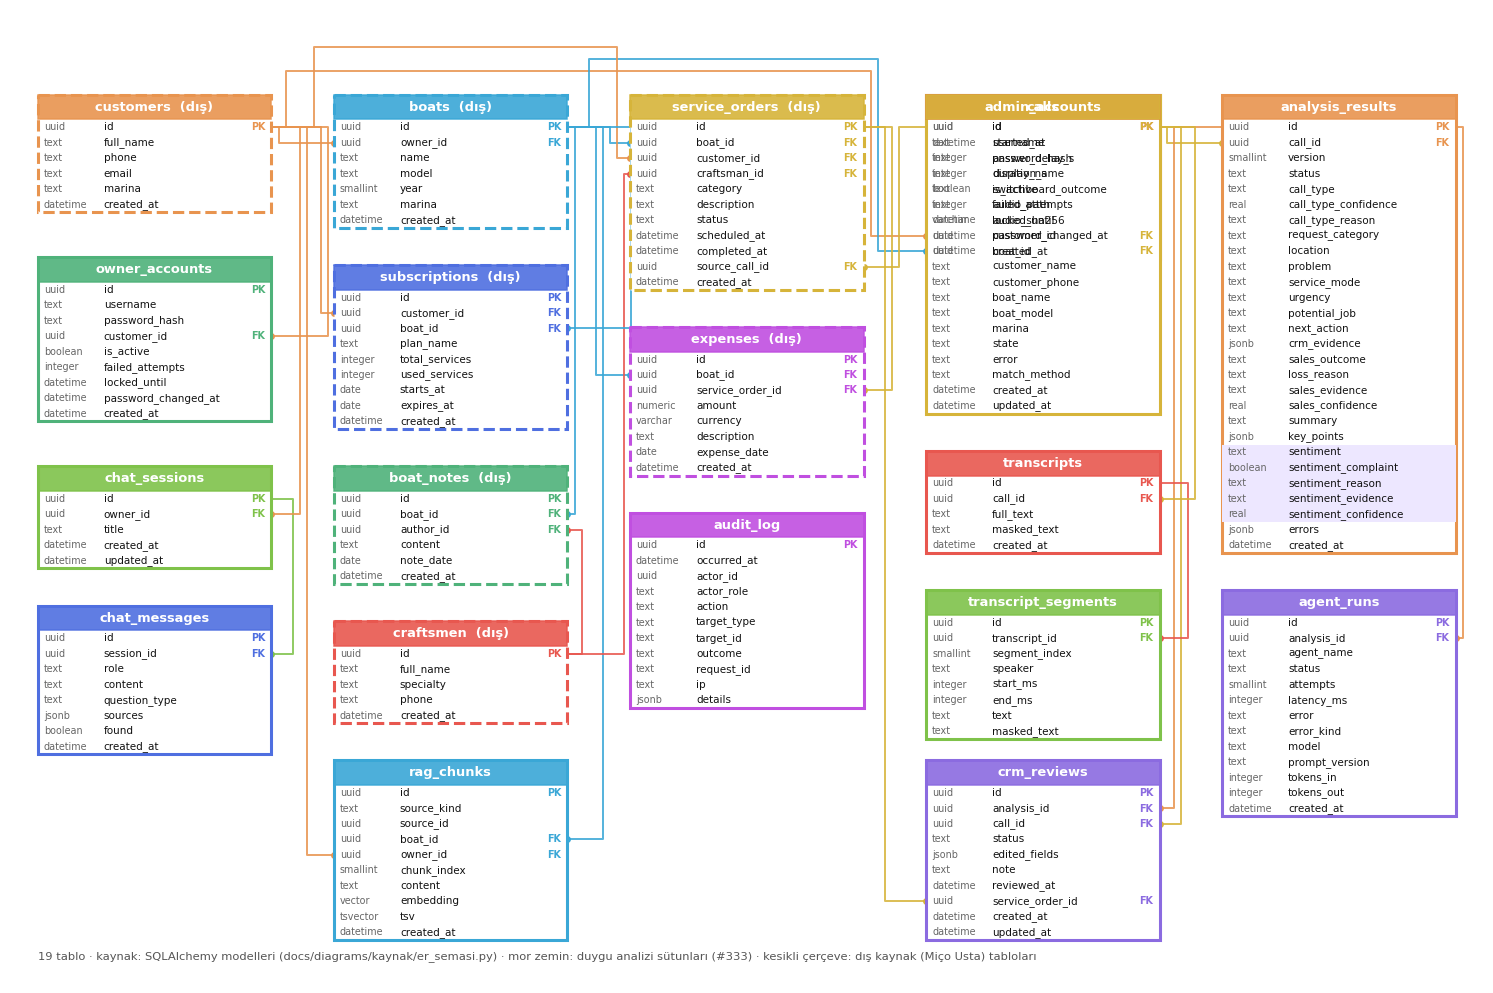 customers (dış)
uuid id PK
text full_name
text phone
text email
text marina
datetime created_at
owner_accounts
uuid id PK
text username
text password_hash
uuid customer_id FK
boolean is_active
integer failed_attempts
datetime locked_until
datetime password_changed_at
datetime created_at
chat_sessions
uuid id PK
uuid owner_id FK
text title
datetime created_at
datetime updated_at
chat_messages
uuid id PK
uuid session_id FK
text role
text content
text question_type
jsonb sources
boolean found
datetime created_at
boats (dış)
uuid id PK
uuid owner_id FK
text name
text model
smallint year
text marina
datetime created_at
subscriptions (dış)
uuid id PK
uuid customer_id FK
uuid boat_id FK
text plan_name
integer total_services
integer used_services
date starts_at
date expires_at
datetime created_at
boat_notes (dış)
uuid id PK
uuid boat_id FK
uuid author_id FK
text content
date note_date
datetime created_at
craftsmen (dış)
uuid id PK
text full_name
text specialty
text phone
datetime created_at
rag_chunks
uuid id PK
text source_kind
uuid source_id
uuid boat_id FK
uuid owner_id FK
smallint chunk_index
text content
vector embedding
tsvector tsv
datetime created_at
service_orders (dış)
uuid id PK
uuid boat_id FK
uuid customer_id FK
uuid craftsman_id FK
text category
text description
text status
datetime scheduled_at
datetime completed_at
uuid source_call_id FK
datetime created_at
expenses (dış)
uuid id PK
uuid boat_id FK
uuid service_order_id FK
numeric amount
varchar currency
text description
date expense_date
datetime created_at
audit_log
uuid id PK
datetime occurred_at
uuid actor_id
text actor_role
text action
text target_type
text target_id
text outcome
text request_id
text ip
jsonb details
uuid id PK
FK
FK
text customer_name
text customer_phone
text boat_name
text boat_model
text marina
text state
text error
text match_method
datetime created_at
datetime updated_at
transcripts
uuid id PK
uuid call_id FK
text full_text
text masked_text
datetime created_at
transcript_segments
uuid id PK
uuid transcript_id FK
smallint segment_index
text speaker
integer start_ms
integer end_ms
text text
text masked_text
crm_reviews
uuid id PK
uuid analysis_id FK
uuid call_id FK
text status
jsonb edited_fields
text note
datetime reviewed_at
uuid service_order_id FK
datetime created_at
datetime updated_at
analysis_results
uuid id PK
uuid call_id FK
smallint version
text status
text call_type
real call_type_confidence
text call_type_reason
text request_category
text location
text problem
text service_mode
text urgency
text potential_job
text next_action
jsonb crm_evidence
text sales_outcome
text loss_reason
text sales_evidence
real sales_confidence
text summary
jsonb key_points
text sentiment
boolean sentiment_complaint
text sentiment_reason
text sentiment_evidence
real sentiment_confidence
jsonb errors
datetime created_at
agent_runs
uuid id PK
uuid analysis_id FK
text agent_name
text status
smallint attempts
integer latency_ms
text error
text error_kind
text model
text prompt_version
integer tokens_in
integer tokens_out
datetime created_at
19 tablo · kaynak: SQLAlchemy modelleri (docs/diagrams/kaynak/er_semasi.py) · mor zemin: duygu analizi sütunları (#333) · kesikli çerçeve: dış kaynak (Miço Usta) tabloları